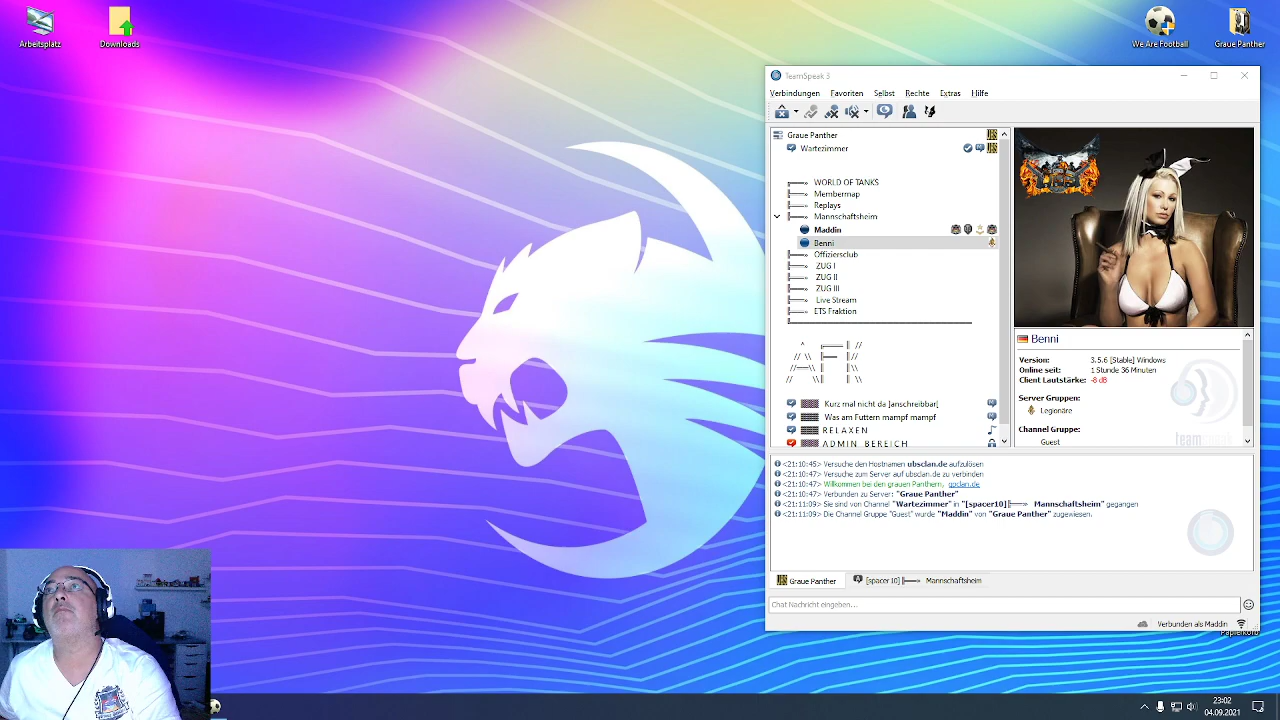 Arbeitsplatz
Downloads
We Are Football
Graue Panther
TeamSpeak 3
Verbindungen Favoriten Selbst Rechte Extras Hilfe
Graue Panther
Wartezimmer
WORLD OF TANKS
Membermap
Replays
Mannschaftsheim
Maddin
Benni
Offiziersclub
ZUG I
ZUG II
ZUG III
Live Stream
ETS Fraktion
Kurz mal nicht da [anschreibbar[
Was am Futtern mampf mampf
R E L A X E N
A D M I N B E R E I C H
Benni
Version: 3.5.6 [Stable] Windows
Online seit: 1 Stunde 36 Minuten
Client Lautstärke: -8 dB
Server Gruppen:
Legionäre
Channel Gruppe:
Guest
<21:10:45> Versuche den Hostnamen ubsclan.de aufzulösen
<21:10:47> Versuche zum Server auf ubsclan.de zu verbinden
<21:10:47> Willkommen bei den grauen Panthern, gpclan.de
<21:10:47> Verbunden zu Server: "Graue Panther"
<21:11:09> Sie sind von Channel "Wartezimmer" in "[spacer10]╠═══► Mannschaftsheim" gegangen
<21:11:09> Die Channel Gruppe "Guest" wurde "Maddin" von "Graue Panther" zugewiesen.
Graue Panther
[spacer10]╠═══► Mannschaftsheim
Chat Nachricht eingeben...
Verbunden als Maddin
Papierkorb
23:02
04.09.2021